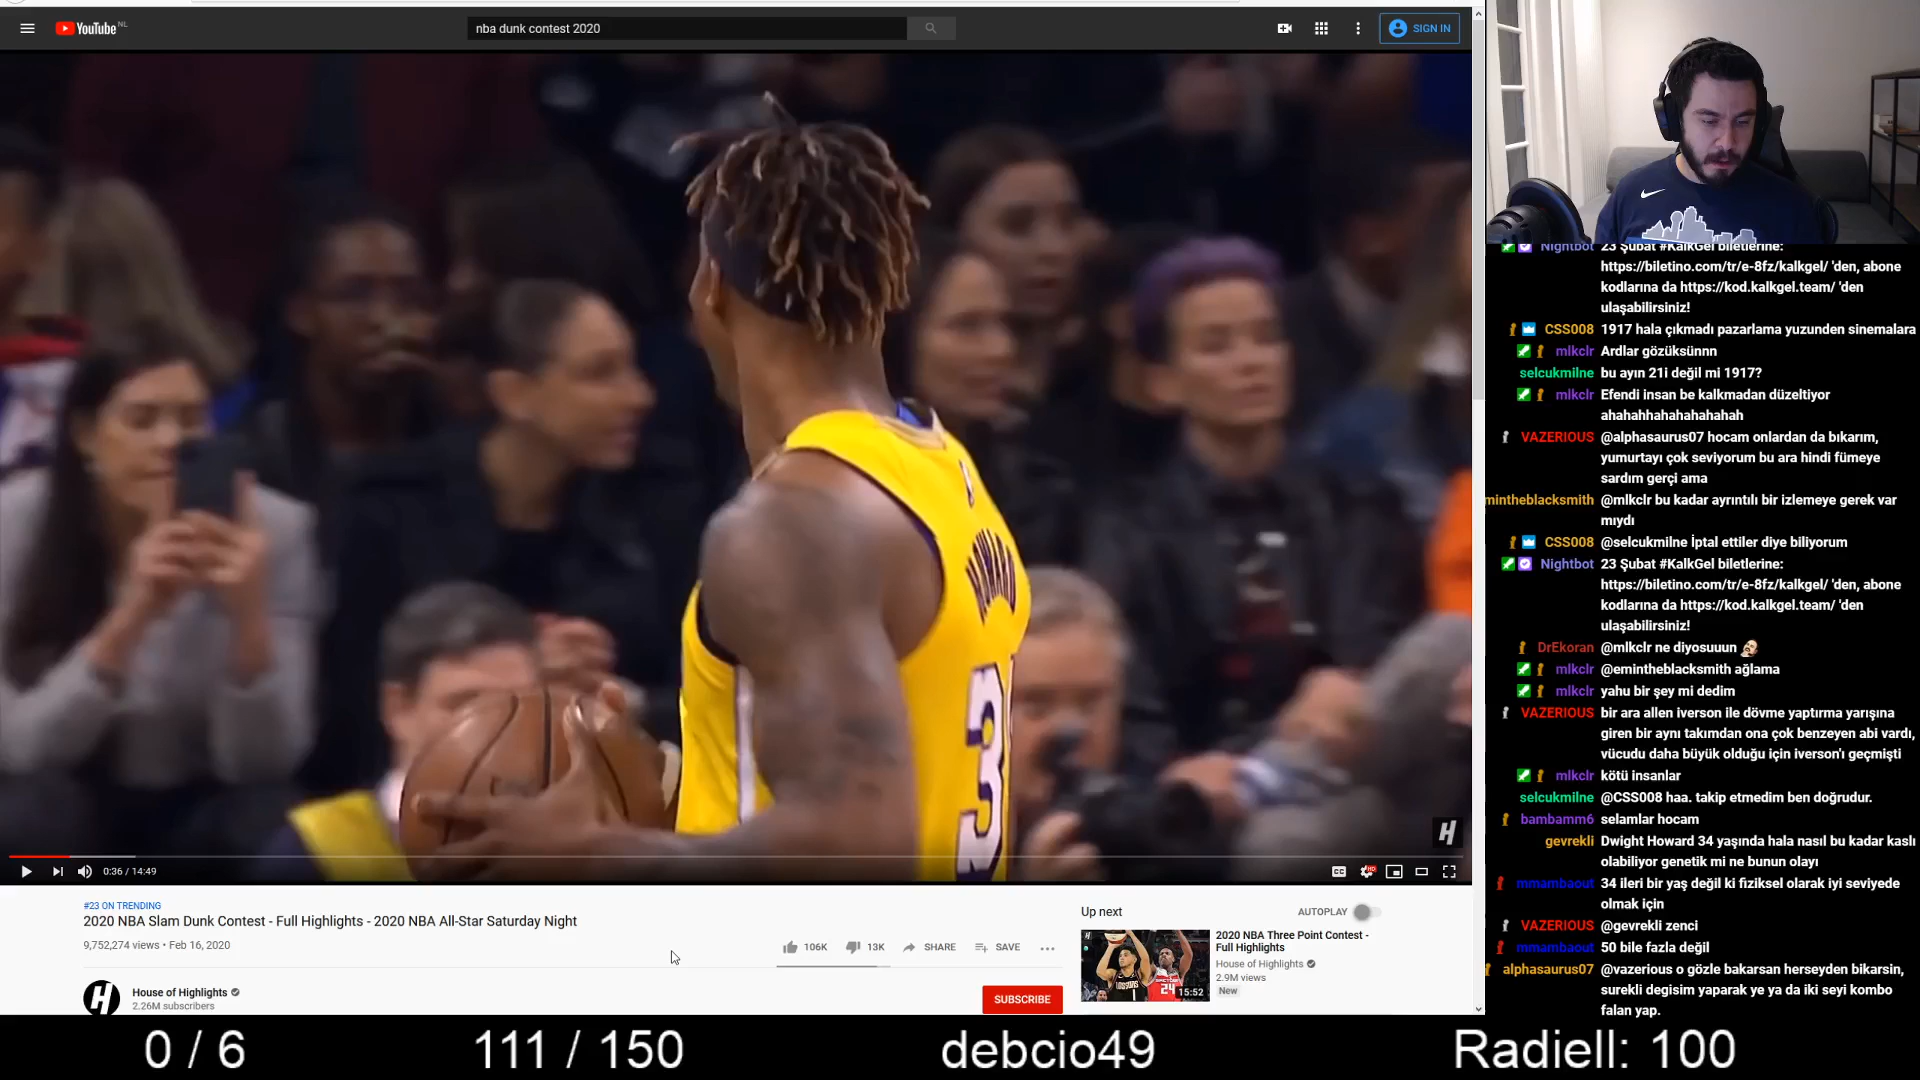 YouTube NL
nba dunk contest 2020
SIGN IN
HOWARD
3
H
0:36 / 14:49
CC
HD
#23 ON TRENDING
2020 NBA Slam Dunk Contest - Full Highlights - 2020 NBA All-Star Saturday Night
9,752,274 views • Feb 16, 2020
106K
13K
SHARE
SAVE
House of Highlights
2.26M subscribers
SUBSCRIBE
Up next
AUTOPLAY
15:52
2020 NBA Three Point Contest -
Full Highlights
House of Highlights
2.9M views
New
Nightbot 23 Şubat #KalkGel biletlerine:
https://biletino.com/tr/e-8fz/kalkgel/ 'den, abone
kodlarına da https://kod.kalkgel.team/ 'den
ulaşabilirsiniz!
CSS008 1917 hala çıkmadı pazarlama yuzunden sinemalara
mlkclr Ardlar gözüksünnn
selcukmilne bu ayın 21i değil mi 1917?
mlkclr Efendi insan be kalkmadan düzeltiyor
ahahahhahahahahahah
VAZERIOUS @alphasaurus07 hocam onlardan da bıkarım,
yumurtayı çok seviyorum bu ara hindi fümeye
sardım gerçi ama
mintheblacksmith @mlkclr bu kadar ayrıntılı bir izlemeye gerek var
mıydı
CSS008 @selcukmilne İptal ettiler diye biliyorum
Nightbot 23 Şubat #KalkGel biletlerine:
https://biletino.com/tr/e-8fz/kalkgel/ 'den, abone
kodlarına da https://kod.kalkgel.team/ 'den
ulaşabilirsiniz!
DrEkoran @mlkclr ne diyosuuun
mlkclr @emintheblacksmith ağlama
mlkclr yahu bir şey mi dedim
VAZERIOUS bir ara allen iverson ile dövme yaptırma yarışına
giren bir aynı takımdan ona çok benzeyen abi vardı,
vücudu daha büyük olduğu için iverson'ı geçmişti
mlkclr kötü insanlar
selcukmilne @CSS008 haa. takip etmedim ben doğrudur.
bambamm6 selamlar hocam
gevrekli Dwight Howard 34 yaşında hala nasıl bu kadar kaslı
olabiliyor genetik mi ne bunun olayı
mmambaout 34 ileri bir yaş değil ki fiziksel olarak iyi seviyede
olmak için
VAZERIOUS @gevrekli zenci
mmambaout 50 bile fazla değil
alphasaurus07 @vazerious o gözle bakarsan herseyden bikarsin,
surekli degisim yaparak ye ya da iki seyi kombo
falan yap.
0 / 6
111 / 150
debcio49
Radiell: 100